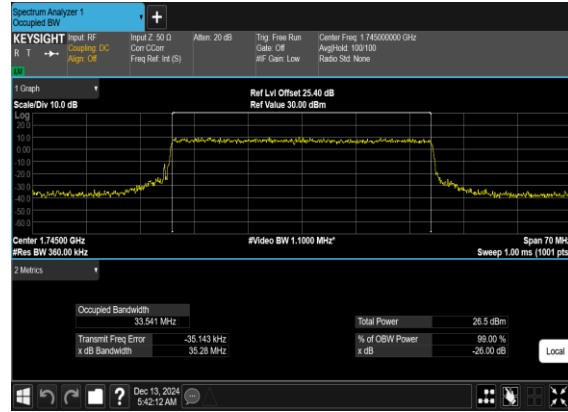 Spectrum Analyzer 1
Occupied BW
KEYSIGHT Input: RF Input Z: 50 Ω Atten: 20 dB Trig: Free Run Center Freq: 1.745000000 GHz
R T Coupling: DC Corr CCorr Gate: Off Avg|Hold: 100/100
Align: Off Freq Ref: Int (S) #IF Gain: Low Radio Std: None
1 Graph Ref Lvl Offset 25.40 dB
Scale/Div 10.0 dB Ref Value 30.00 dBm
Log
20.0
10.0
0.00
-10.0
-20.0
-30.0
-40.0
-50.0
-60.0
Center 1.74500 GHz #Video BW 1.1000 MHz* Span 70 MHz
#Res BW 360.00 kHz Sweep 1.00 ms (1001 pts
2 Metrics
Occupied Bandwidth
33.541 MHz Total Power 26.5 dBm
Transmit Freq Error -35.143 kHz % of OBW Power 99.00 %
x dB Bandwidth 35.28 MHz x dB -26.00 dB
Local
Dec 13, 2024
5:42:12 AM